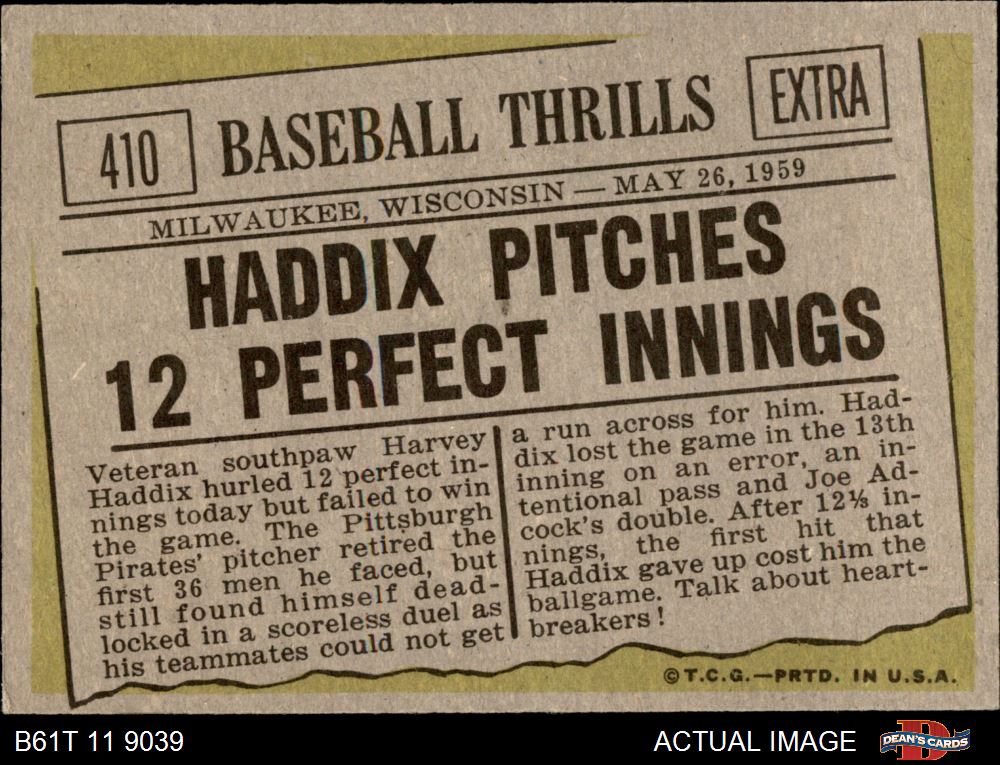 410 BASEBALL THRILLS EXTRA
MILWAUKEE, WISCONSIN — MAY 26, 1959
HADDIX PITCHES
12 PERFECT INNINGS
Veteran southpaw Harvey
Haddix hurled 12 perfect in-
nings today but failed to win
the game. The Pittsburgh
Pirates' pitcher retired the
first 36 men he faced, but
still found himself dead-
locked in a scoreless duel as
his teammates could not get
a run across for him. Had-
dix lost the game in the 13th
inning on an error, an in-
tentional pass and Joe Ad-
cock's double. After 12⅓ in-
nings, the first hit that
Haddix gave up cost him the
ballgame. Talk about heart-
breakers!
© T.C.G.—PRTD. IN U.S.A.
B61T 11 9039 ACTUAL IMAGE DEAN'S CARDS